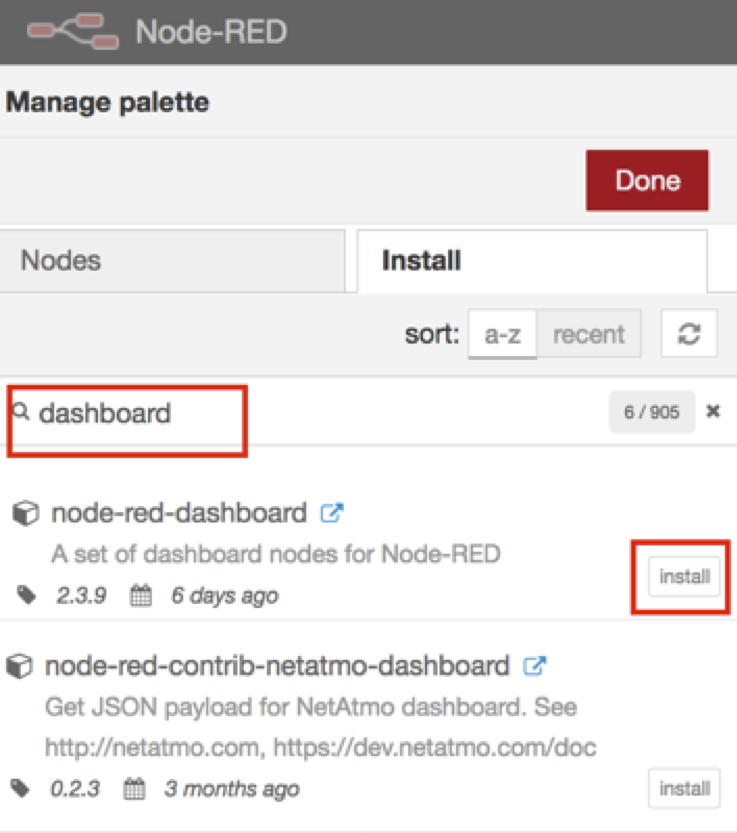 Node-RED
Manage palette
Done
Nodes Install
sort: a-z recent
dashboard 6 / 905 ×
node-red-dashboard
A set of dashboard nodes for Node-RED
install
2.3.9 6 days ago
node-red-contrib-netatmo-dashboard
Get JSON payload for NetAtmo dashboard. See
http://netatmo.com, https://dev.netatmo.com/doc
0.2.3 3 months ago install